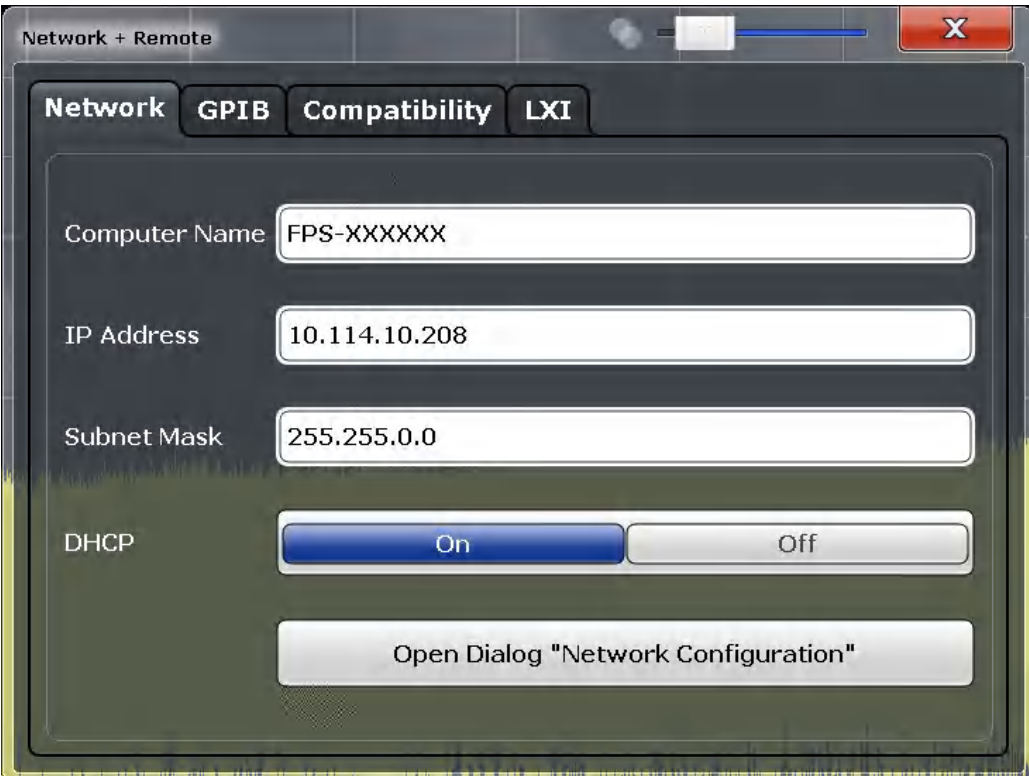 Network + Remote
X
Network GPIB Compatibility LXI
Computer Name FPS-XXXXXX
IP Address 10.114.10.208
Subnet Mask 255.255.0.0
DHCP On Off
Open Dialog "Network Configuration"